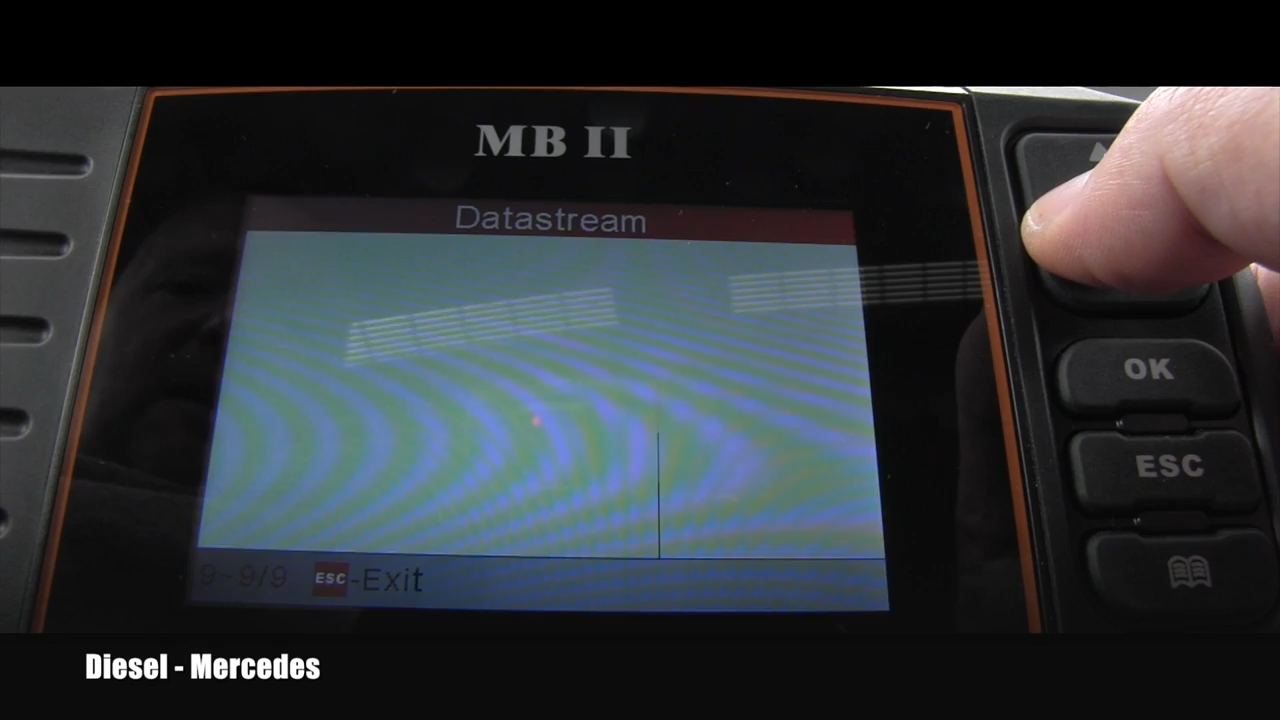 MB II
Datastream
9~9/9 ESC-Exit
OK
ESC
Diesel - Mercedes